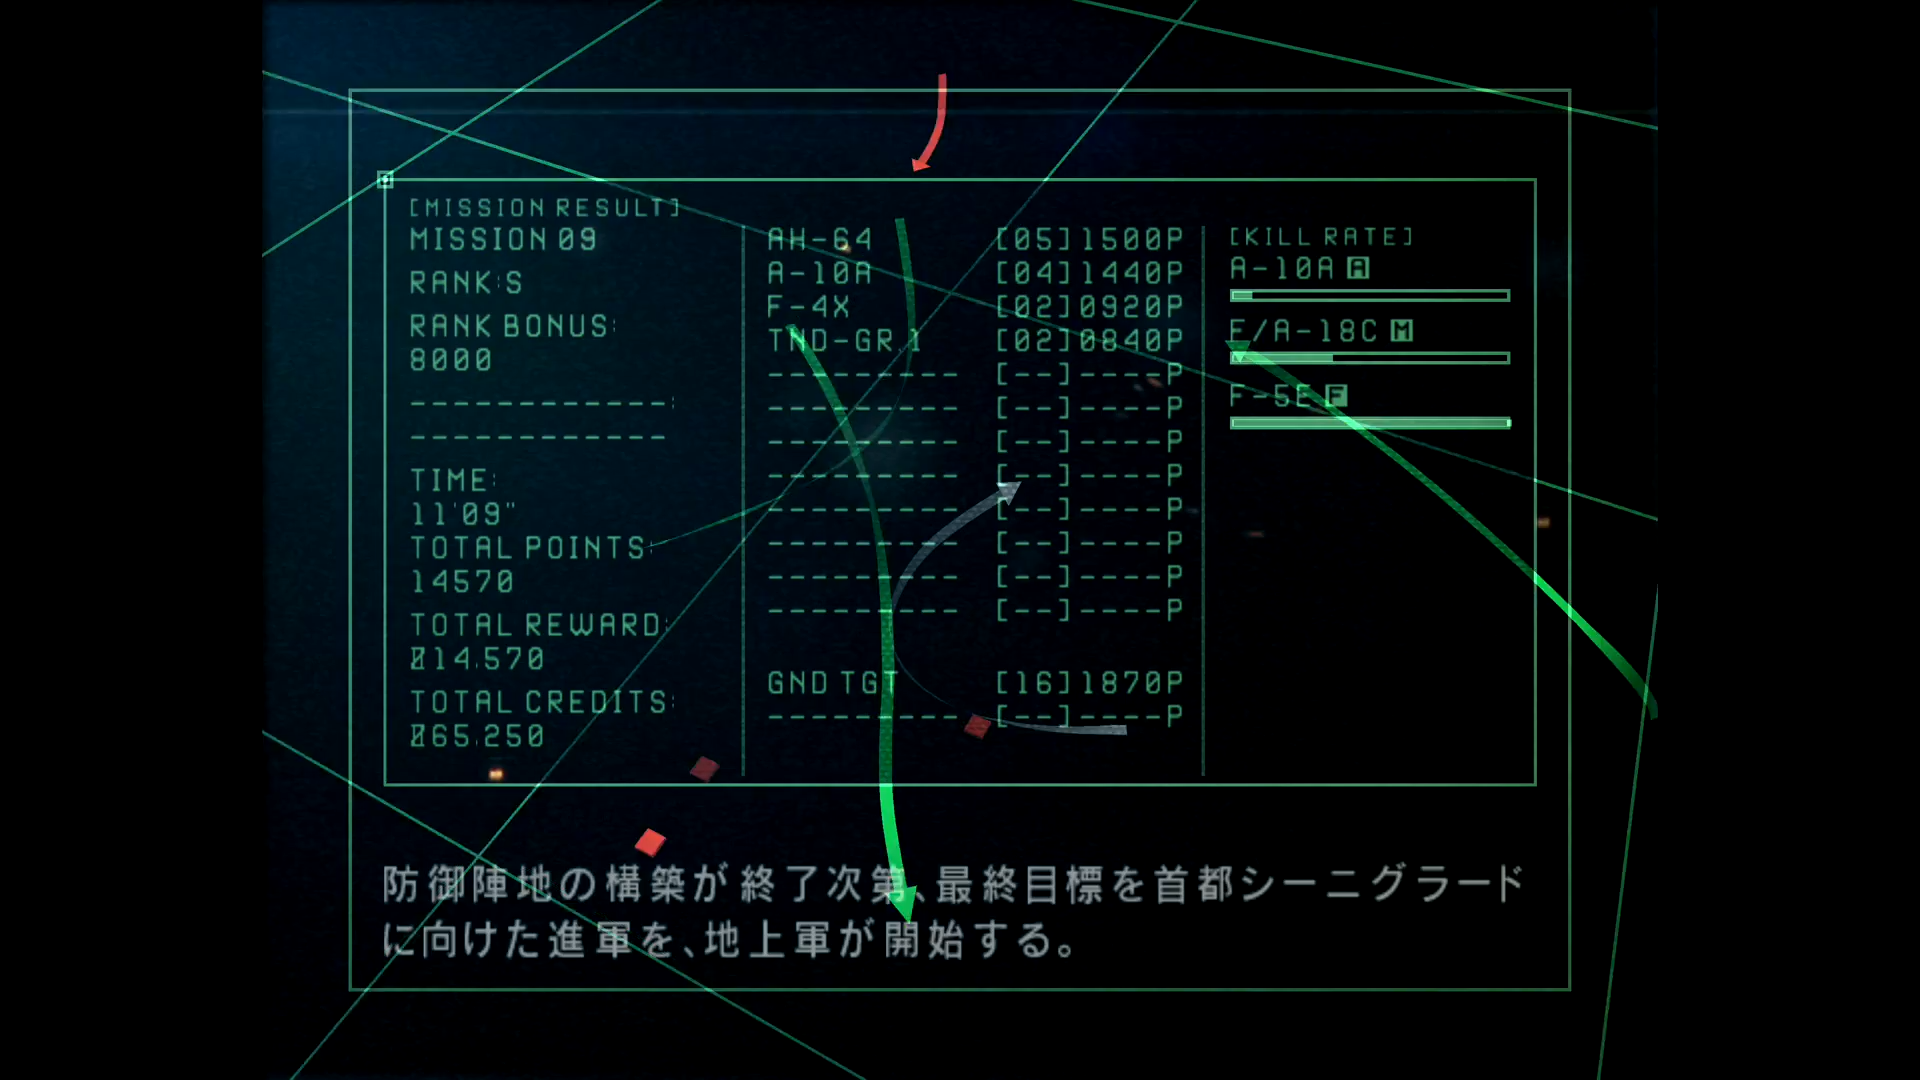 [MISSION RESULT]
MISSION 09
RANK:S
RANK BONUS:
8000
------------:
------------
TIME:
11'09"
TOTAL POINTS:
14570
TOTAL REWARD:
Z14.570
TOTAL CREDITS:
Z65.250
AH-64 [05]1500P
A-10A [04]1440P
F-4X [02]0920P
TND-GR.1 [02]0840P
--------- [--]----P
--------- [--]----P
--------- [--]----P
--------- [--]----P
--------- [--]----P
--------- [--]----P
--------- [--]----P
--------- [--]----P
GND TGT [16]1870P
--------- [--]----P
[KILL RATE]
A-10A A
F/A-18C M
F-5E F
防御陣地の構築が終了次第、最終目標を首都シーニグラード
に向けた進軍を、地上軍が開始する。